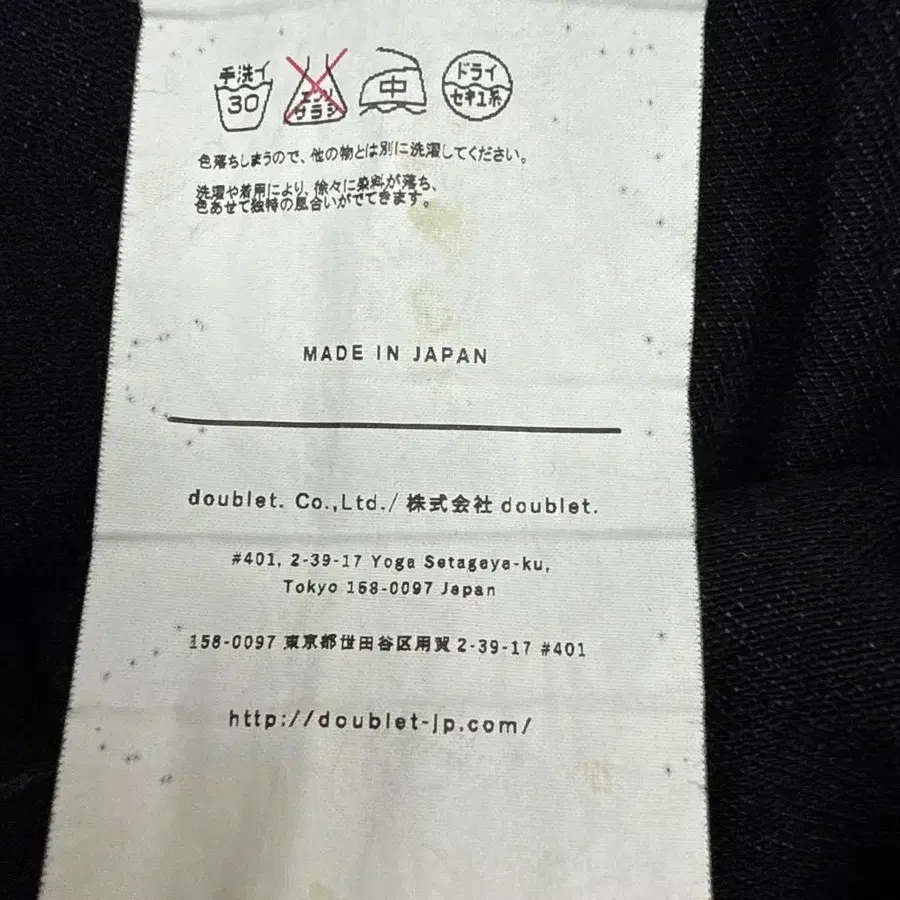 手洗イ
30
エンソ
サラシ
中
ドライ
セキユ系
色落ちしまうので、他の物とは別に洗濯してください。
洗濯や着用により、徐々に染料が落ち、
色あせて独特の風合いがでてきます。
MADE IN JAPAN
doublet. Co.,Ltd./ 株式会社 doublet.
#401, 2-39-17 Yoga Setagaya-ku,
Tokyo 158-0097 Japan
158-0097 東京都世田谷区用賀 2-39-17 #401
http://doublet-jp.com/